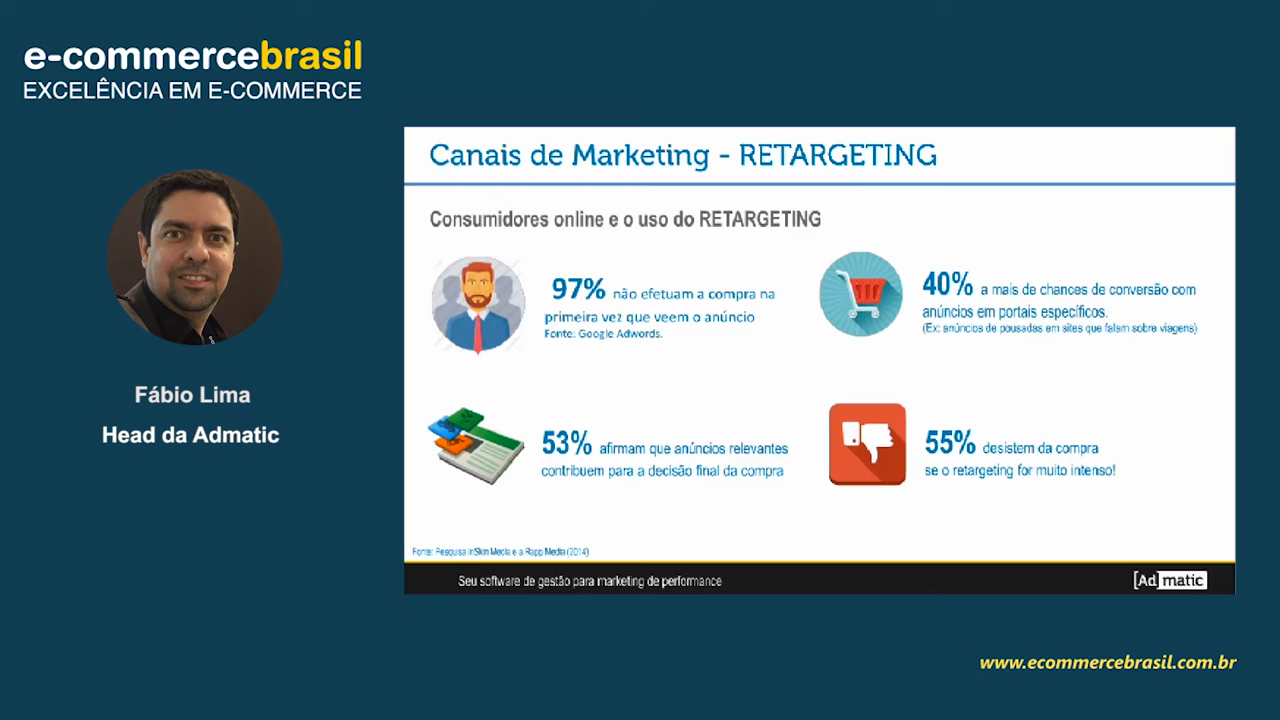 e-commercebrasil
EXCELÊNCIA EM E-COMMERCE
Fábio Lima
Head da Admatic
Canais de Marketing - RETARGETING
Consumidores online e o uso do RETARGETING
97% não efetuam a compra na
primeira vez que veem o anúncio
Fonte: Google Adwords.
40% a mais de chances de conversão com
anúncios em portais específicos.
(Ex: anúncios de pousadas em sites que falam sobre viagens)
53% afirmam que anúncios relevantes
contribuem para a decisão final da compra
55% desistem da compra
se o retargeting for muito intenso!
Fonte: Pesquisa InSkin Media e a Rapp Media (2014)
Seu software de gestão para marketing de performance
[Ad]matic
www.ecommercebrasil.com.br